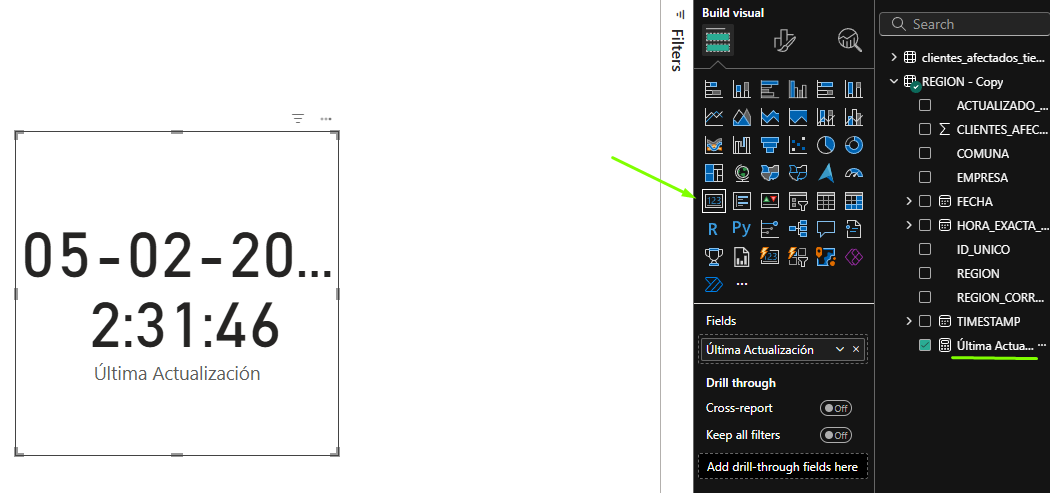 Build visual
Search
Filters
clientes_afectados_tie...
REGION - Copy
ACTUALIZADO_...
CLIENTES_AFEC...
COMUNA
EMPRESA
FECHA
HORA_EXACTA_...
ID_UNICO
REGION
REGION_CORR...
TIMESTAMP
Última Actua... ...
05-02-20...
2:31:46
Última Actualización
123
R
Py
123
...
Fields
Última Actualización
Drill through
Cross-report
Off
Keep all filters
Off
Add drill-through fields here